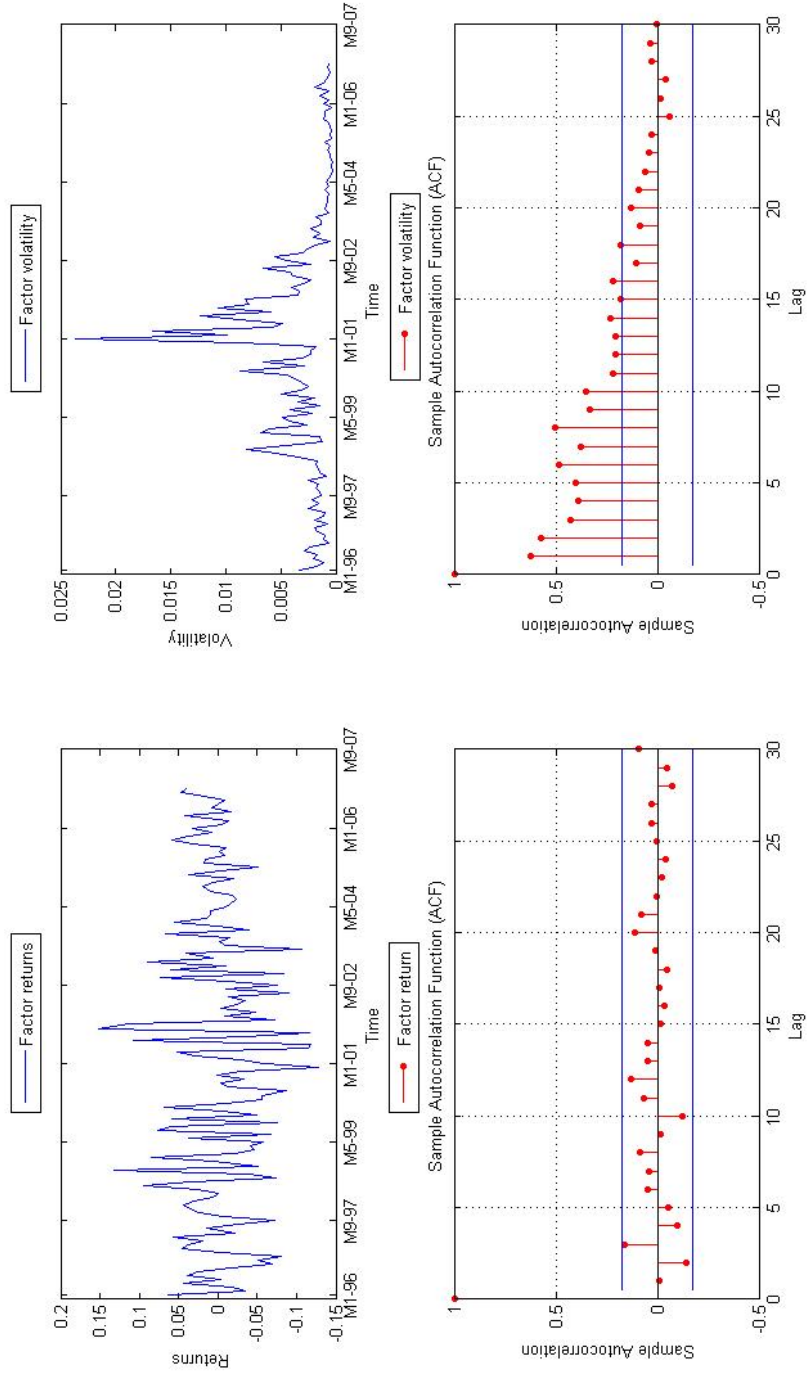 Factor returns
0.2
0.15
0.1
0.05
0
-0.05
-0.1
-0.15
Returns
M1-96
M9-97
M5-99
M1-01
M9-02
M5-04
M1-06
M9-07
Time
Factor volatility
0.025
0.02
0.015
0.01
0.005
0
Volatility
M1-96
M9-97
M5-99
M1-01
M9-02
M5-04
M1-06
M9-07
Time
Factor return
Sample Autocorrelation Function (ACF)
1
0.5
0
-0.5
Sample Autocorrelation
0
5
10
15
20
25
30
Lag
Factor volatility
Sample Autocorrelation Function (ACF)
1
0.5
0
-0.5
Sample Autocorrelation
0
5
10
15
20
25
30
Lag